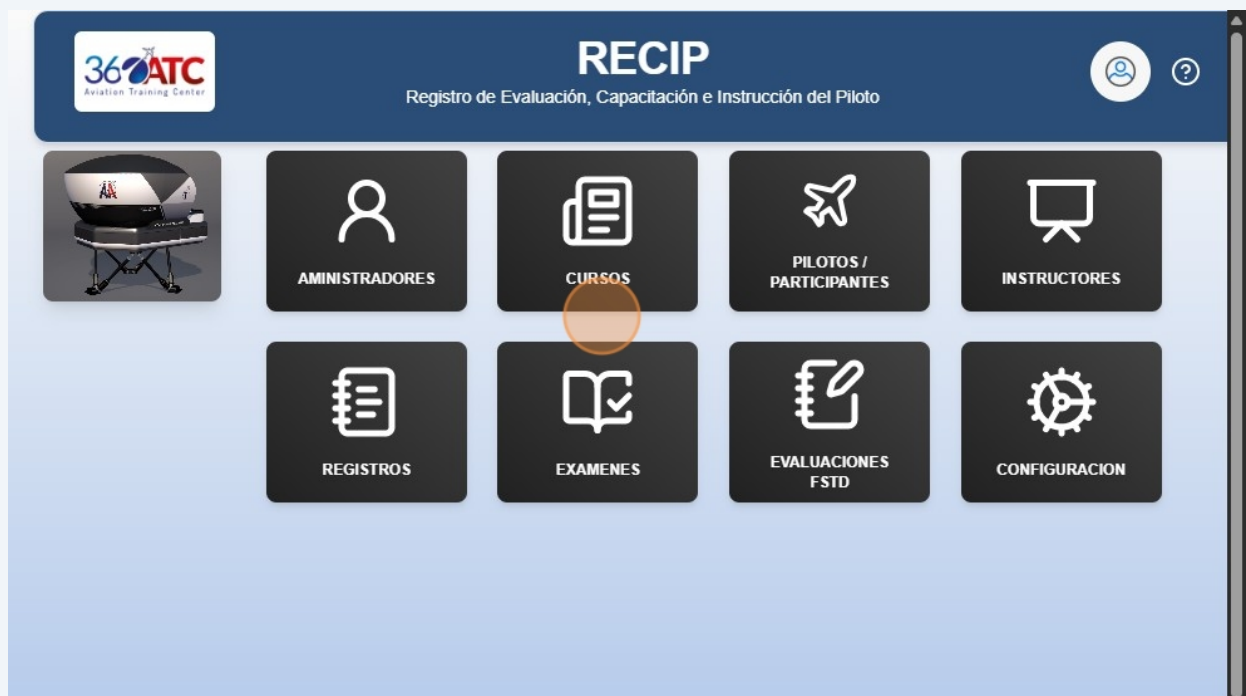 360ATC
Aviation Training Center
RECIP
Registro de Evaluación, Capacitación e Instrucción del Piloto
AMINISTRADORES
CURSOS
PILOTOS /
PARTICIPANTES
INSTRUCTORES
REGISTROS
EXAMENES
EVALUACIONES
FSTD
CONFIGURACION